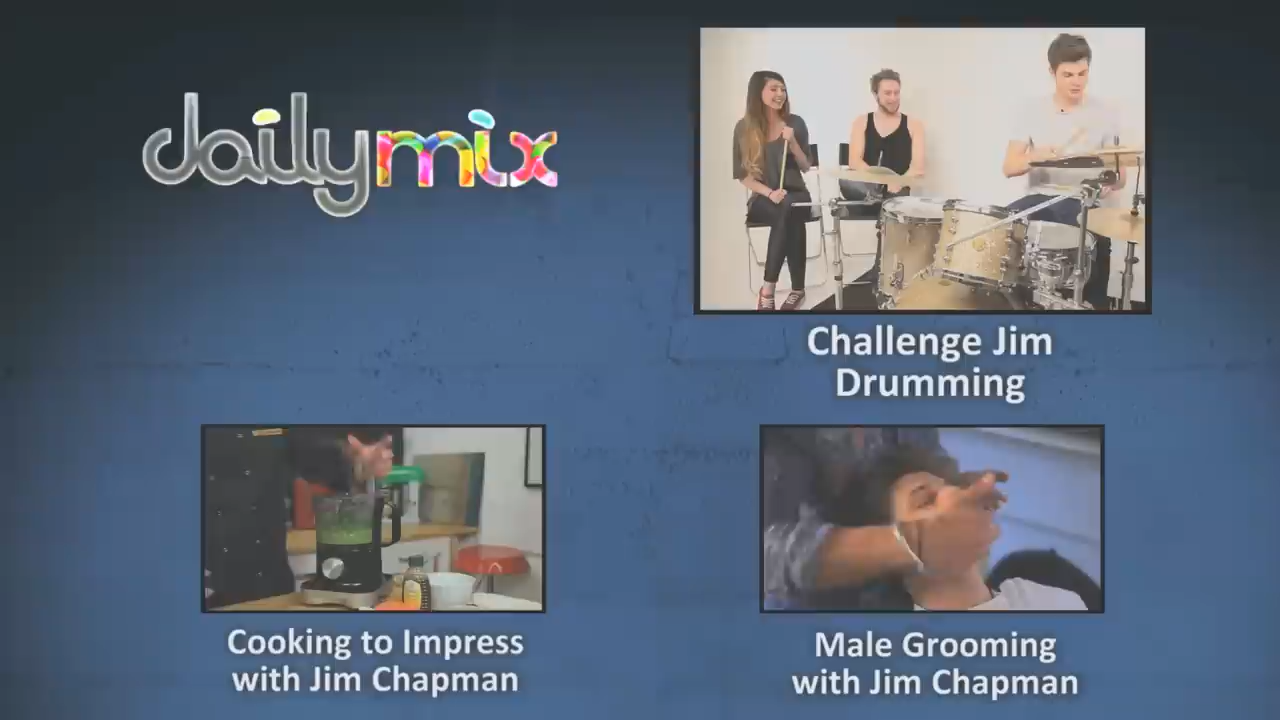 dailymix
Challenge Jim
Drumming
Cooking to Impress
with Jim Chapman
Male Grooming
with Jim Chapman